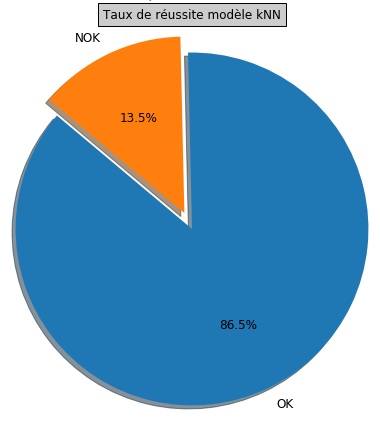 Taux de réussite modèle kNN
NOK
13.5%
86.5%
OK